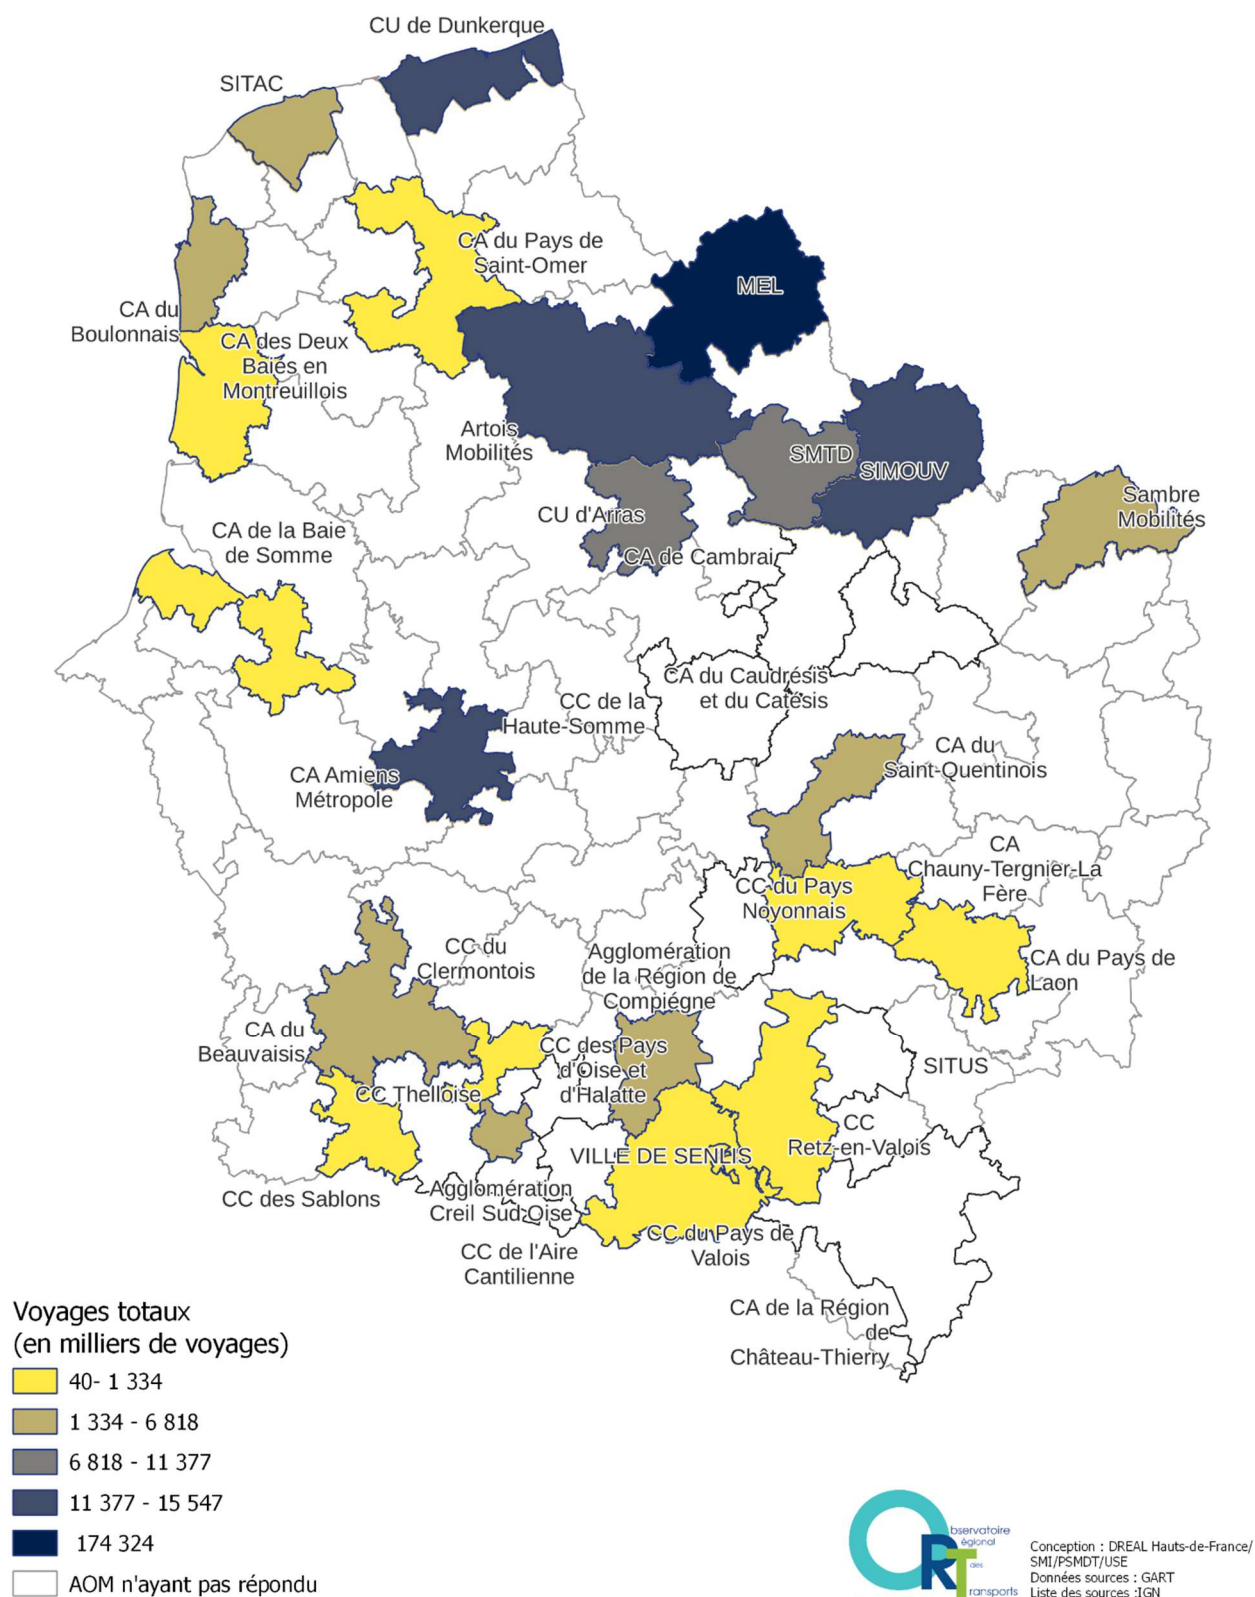 CU de Dunkerque
SITAC
CA du Pays de
Saint-Omer
MEL
CA du
Boulonnais
CA des Deux
Baies en
Montreuillois
Artois
Mobilités
SMTD
SIMOUV
Sambre
Mobilités
CU d'Arras
CA de la Baie
de Somme
CA de Cambrai
CA du Caudrésis
et du Catésis
CC de la
Haute-Somme
CA du
Saint-Quentinois
CA Amiens
Métropole
CA
Chauny-Tergnier-La
Fère
CC du Pays
Noyonnais
CC du
Clermontois
Agglomération
de la Région de
Compiégne
CA du Pays de
Laon
CA du
Beauvaisis
CC des Pays
d'Oise et
d'Halatte
SITUS
CC Thelloise
CC
Retz-en-Valois
VILLE DE SENLIS
CC des Sablons
Agglomération
Creil Sud Oise
CC du Pays de
Valois
CC de l'Aire
Cantilienne
CA de la Région
de
Château-Thierry
Voyages totaux
(en milliers de voyages)
40- 1 334
1 334 - 6 818
6 818 - 11 377
11 377 - 15 547
174 324
AOM n'ayant pas répondu
Observatoire
Régional
des
Transports
Conception : DREAL Hauts-de-France/
SMI/PSMDT/USE
Données sources : GART
Liste des sources :IGN